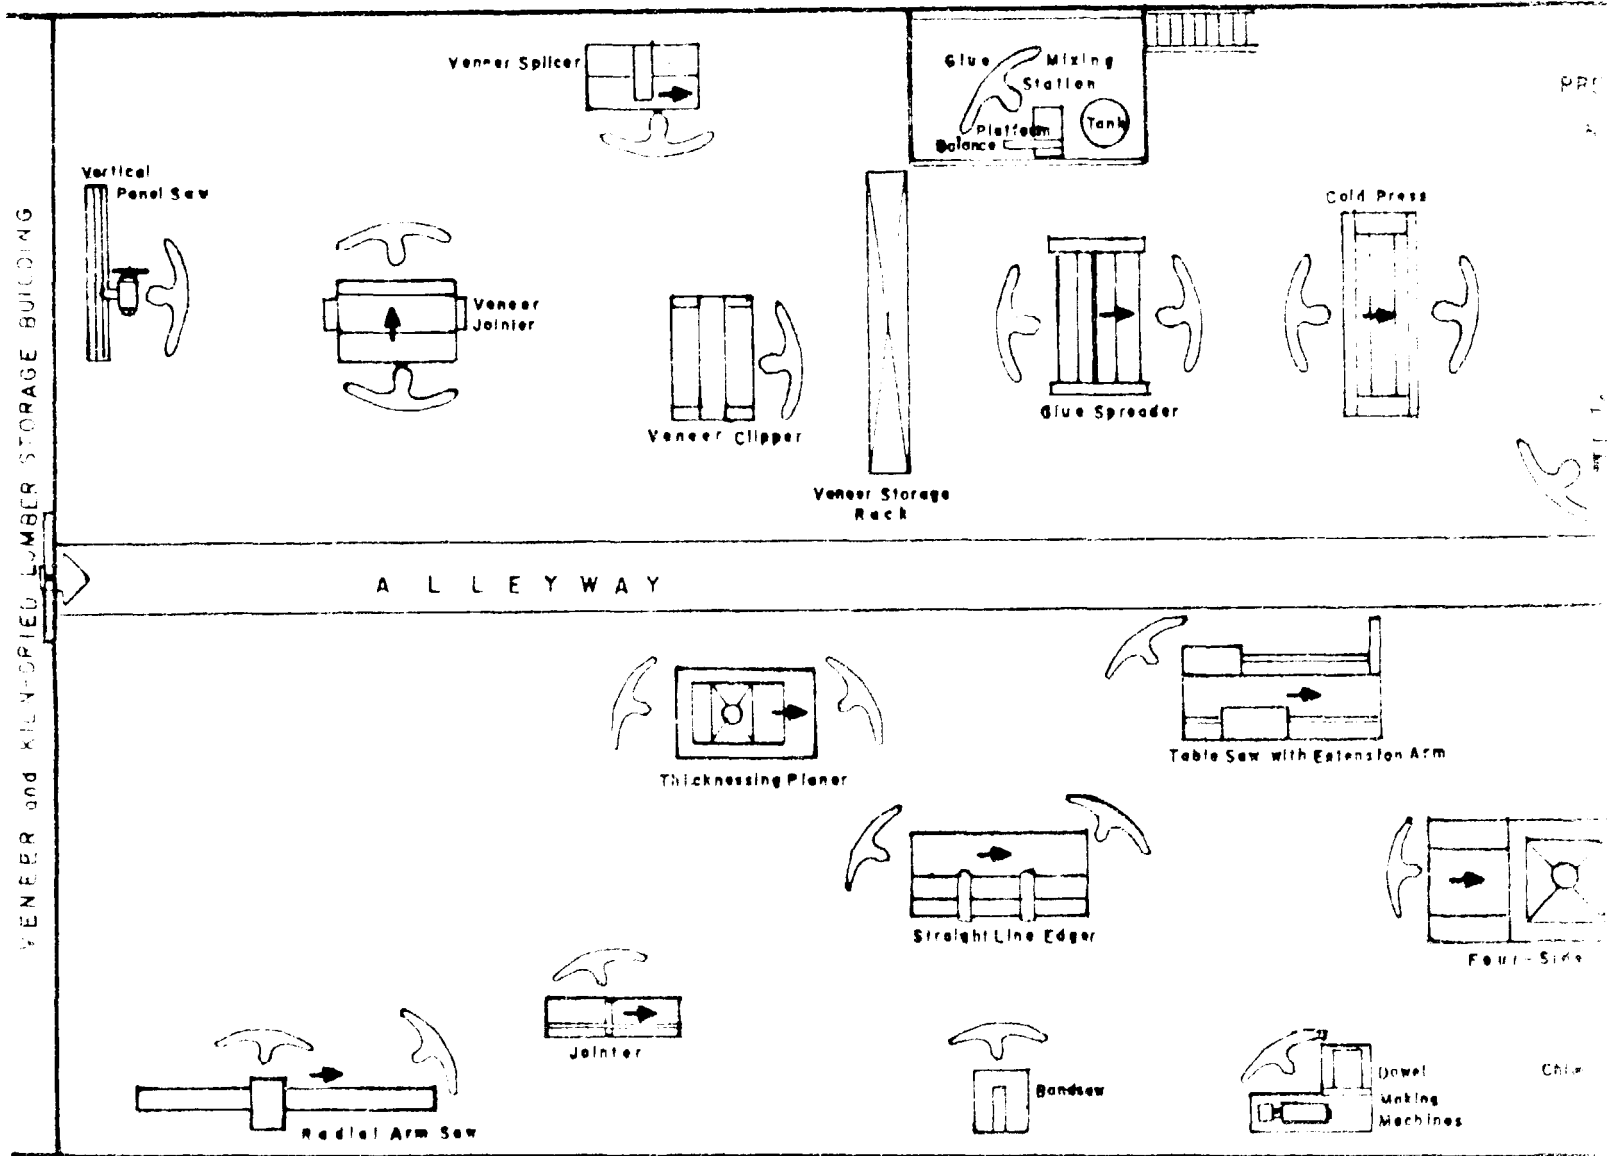 Veneer Splicer
Glue Mixing
Station
Platform
Balance
Tank
Vertical
Panel Saw
Cold Press
Veneer
Jointer
Glue Spreader
Veneer Clipper
Veneer Storage
Rack
VENEER and KILN-DRIED LUMBER STORAGE BUILDING
ALLEYWAY
Table Saw with Extension Arm
Thicknessing Planer
Straight Line Edger
Four-Side
Jointer
Radial Arm Saw
Bandsaw
Dowel
Making
Machines